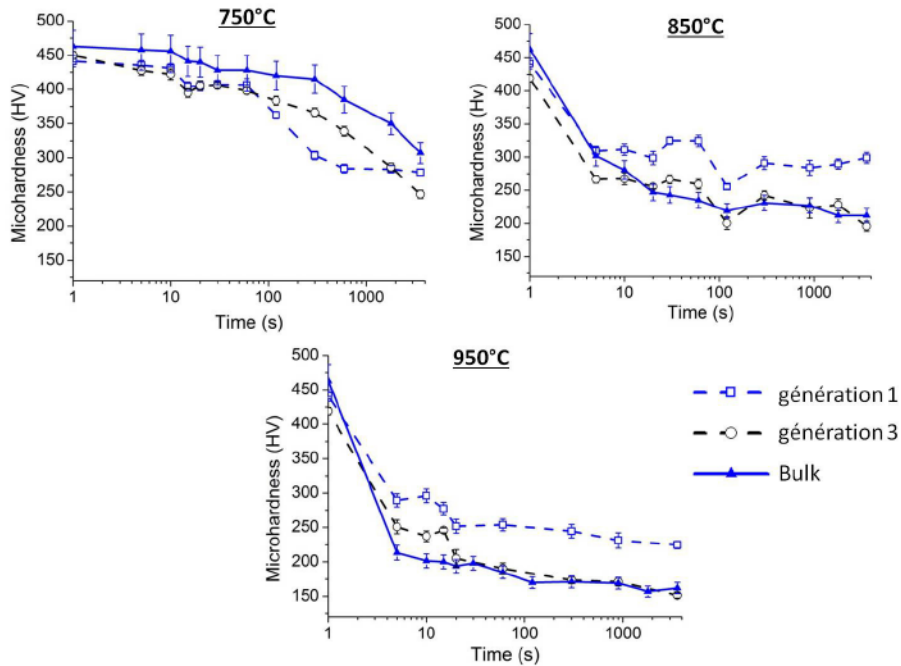 750°C
Micohardness (HV)
500
450
400
350
300
250
200
150
1 10 100 1000
Time (s)
850°C
Microhardness (Hv)
500
450
400
350
300
250
200
150
1 10 100 1000
Time (s)
950°C
Microhardness (HV)
500
450
400
350
300
250
200
150
1 10 100 1000
Time (s)
génération 1
génération 3
Bulk